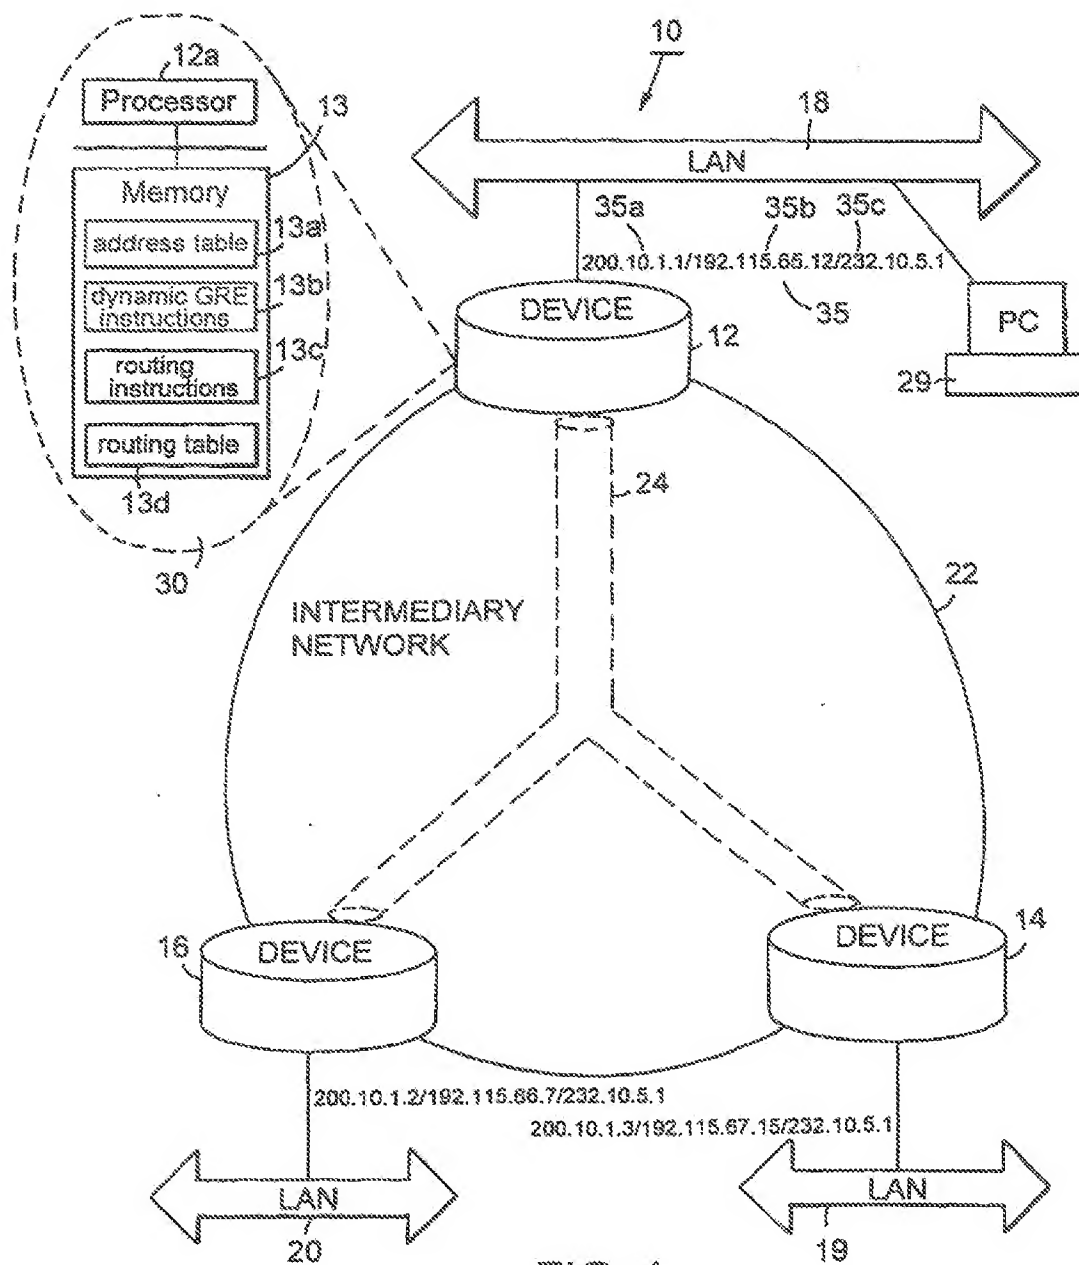 10
12a
Processor
13
18
LAN
Memory
35a
35b
35c
13a
address table
200.10.1.1/192.115.65.12/232.10.5.1
13b
dynamic GRE
instructions
35
DEVICE
PC
12
13c
routing
instructions
29
routing table
13d
24
30
22
INTERMEDIARY
NETWORK
16
DEVICE
DEVICE
14
200.10.1.2/192.115.66.7/232.10.5.1
200.10.1.3/192.115.67.15/232.10.5.1
LAN
LAN
20
19